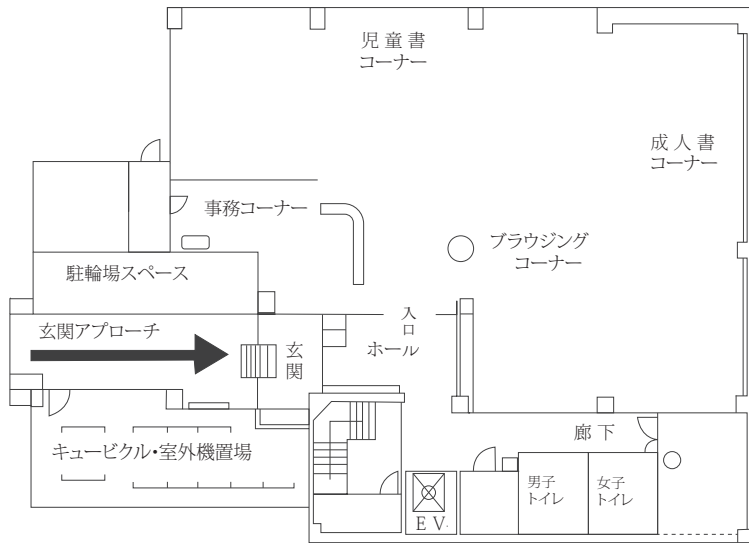 児童書
コーナー
成人書
コーナー
事務コーナー
ブラウジング
コーナー
駐輪場スペース
入口
玄関アプローチ
玄関
ホール
廊下
キュービクル・室外機置場
男子
トイレ
女子
トイレ
EV.